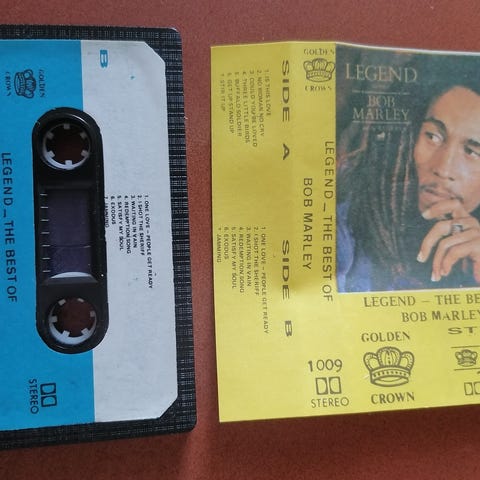 B
GOLDEN
CROWN
LEGEND _ THE BEST OF
1. ONE LOVE - PEOPLE GET READY
2. I SHOT THE SHERIFF
3. WAITING IN VAIN
4. REDEMPTION SONG
5. SATISFY MY SOUL
6. EXODUS
7. JAMMING
STEREO
GOLDEN
CROWN
SIDE A
1. IS THIS LOVE
2. NO WOMAN NO CRY
3. COULD YOU BE LOVED
4. THREE LITTLE BIRDS
5. BUFFALO SOLDIER
6. GET UP STAND UP
7. STIR IT UP
SIDE B
1. ONE LOVE - PEOPLE GET READY
2. I SHOT THE SHERIFF
3. WAITING IN VAIN
4. REDEMPTION SONG
5. SATISFY MY SOUL
6. EXODUS
7. JAMMING
LEGEND _ THE BEST OF
BOB MARLEY
1009
STEREO
LEGEND
BOB
MARLEY
LEGEND - THE BE
BOB MARLEY
ST
GOLDEN
CROWN